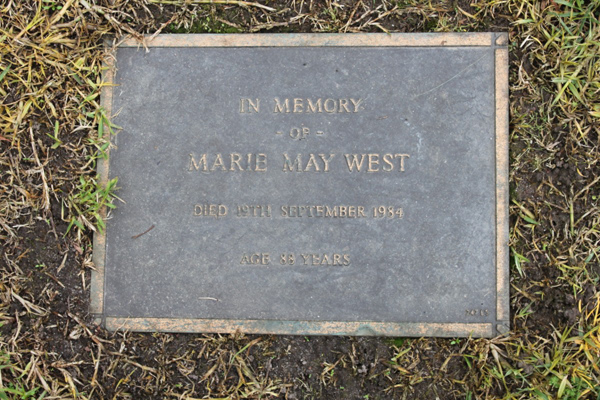 IN MEMORY
- OF -
MARIE MAY WEST
DIED 19TH SEPTEMBER 1984
AGE 88 YEARS